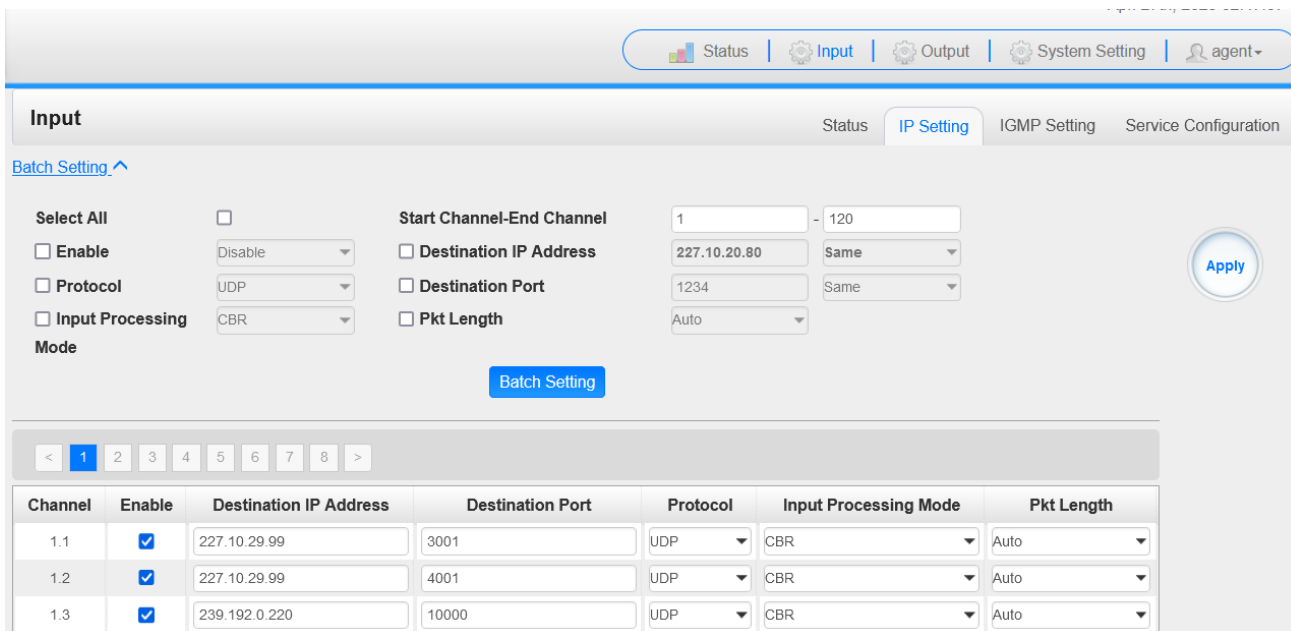 Status | Input | Output | System Setting | agent
Input
Status IP Setting IGMP Setting Service Configuration
Batch Setting
Select All Start Channel-End Channel 1 - 120
Enable Disable Destination IP Address 227.10.20.80 Same
Apply
Protocol UDP Destination Port 1234 Same
Input Processing Mode CBR Pkt Length Auto
Batch Setting
< 1 2 3 4 5 6 7 8 >
Channel Enable Destination IP Address Destination Port Protocol Input Processing Mode Pkt Length
1.1 227.10.29.99 3001 UDP CBR Auto
1.2 227.10.29.99 4001 UDP CBR Auto
1.3 239.192.0.220 10000 UDP CBR Auto